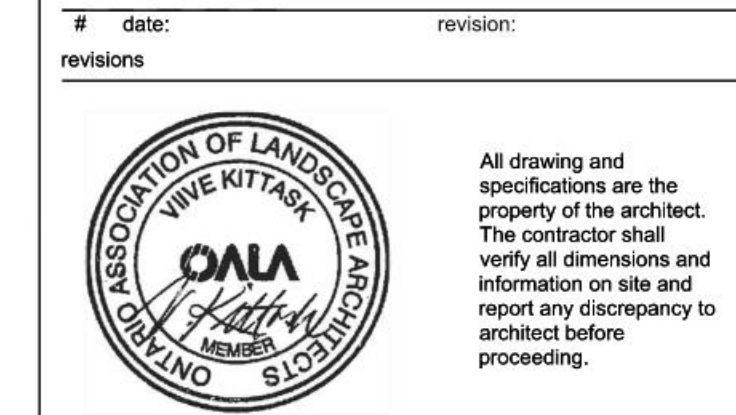 # date: revision:
revisions
ONTARIO ASSOCIATION OF LANDSCAPE ARCHITECTS
VIIVE KITTASK
OALA
V. Kittask
MEMBER
All drawing and
specifications are the
property of the architect.
The contractor shall
verify all dimensions and
information on site and
report any discrepancy to
architect before
proceeding.